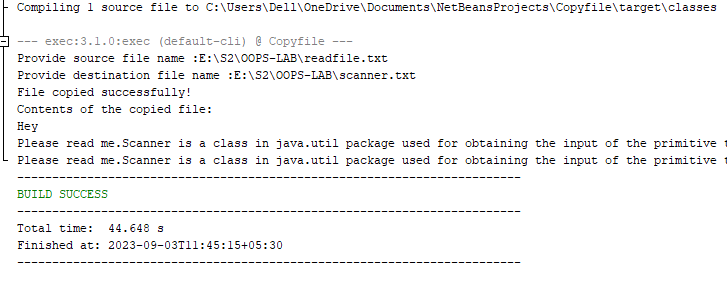 Compiling 1 source file to C:\Users\Dell\OneDrive\Documents\NetBeansProjects\Copyfile\target\classes
--- exec:3.1.0:exec (default-cli) @ Copyfile ---
Provide source file name :E:\S2\OOPS-LAB\readfile.txt
Provide destination file name :E:\S2\OOPS-LAB\scanner.txt
File copied successfully!
Contents of the copied file:
Hey
Please read me.Scanner is a class in java.util package used for obtaining the input of the primitive
Please read me.Scanner is a class in java.util package used for obtaining the input of the primitive
------------------------------------------------------------------------
BUILD SUCCESS
------------------------------------------------------------------------
Total time:  44.648 s
Finished at: 2023-09-03T11:45:15+05:30
------------------------------------------------------------------------